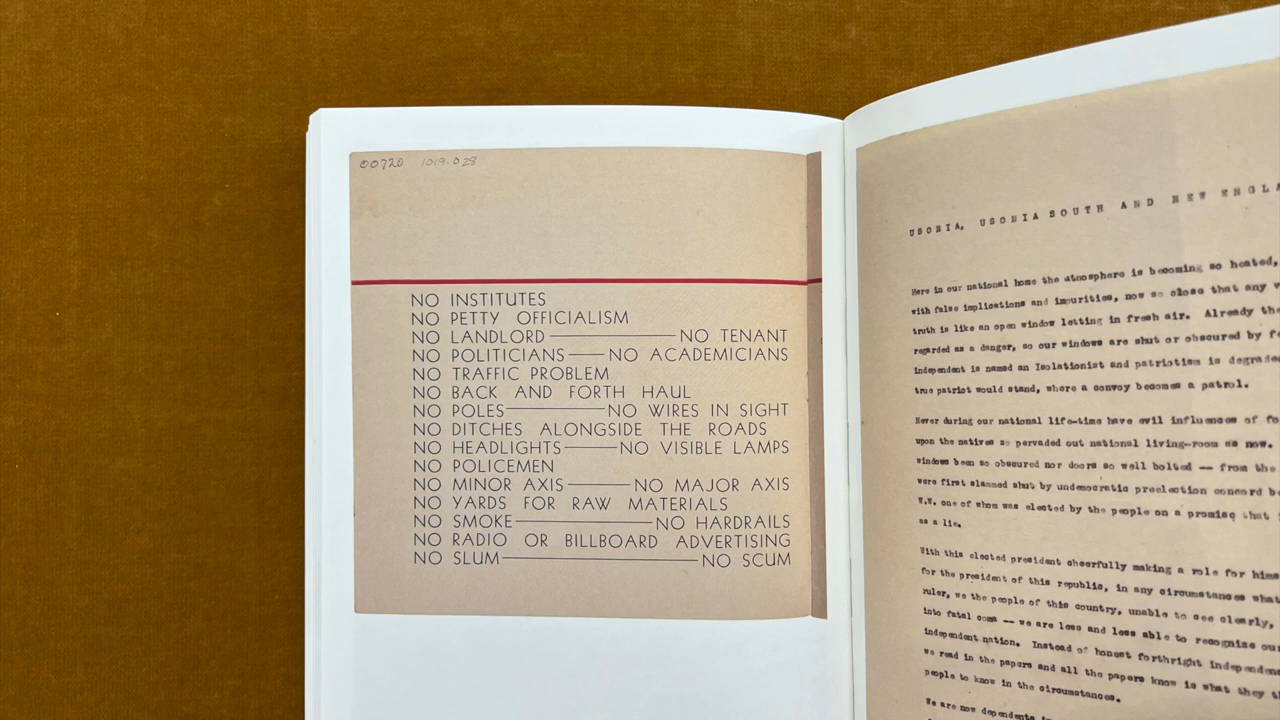 00720 1019.028
NO INSTITUTES
NO PETTY OFFICIALISM
NO LANDLORD——NO TENANT
NO POLITICIANS——NO ACADEMICIANS
NO TRAFFIC PROBLEM
NO BACK AND FORTH HAUL
NO POLES——NO WIRES IN SIGHT
NO DITCHES ALONGSIDE THE ROADS
NO HEADLIGHTS——NO VISIBLE LAMPS
NO POLICEMEN
NO MINOR AXIS——NO MAJOR AXIS
NO YARDS FOR RAW MATERIALS
NO SMOKE——NO HARDRAILS
NO RADIO OR BILLBOARD ADVERTISING
NO SLUM——NO SCUM
USONIA, USONIA SOUTH AND NEW
Here in our national home the atmosphere is becoming so heated,
with false implications and impurities, now so close that any
truth is like an open window letting in fresh air. Already
regarded as a danger, so our windows are shut or obscured by
independent is named an Isolationist and patriotism is
true patriot would stand, where a convoy becomes a patrol.
Never during our national life-time have evil influences of
upon the natives so pervaded out national living-room as now.
windows been so obscured nor doors so well bolted -- from the
were first slammed shut by undemocratic preelection concord
W.W. one of whom was elected by the people on a promise that
as a lie.
With this elected president cheerfully making a role for
for the president of this republic, in any circumstances
ruler, we the people of this country, unable to see clearly,
into fatal coma -- we are less and less able to recognize
independent nation. Instead of honest forthright
we read in the papers and all the papers know is what they
people to know in the circumstances.
We are now dependents